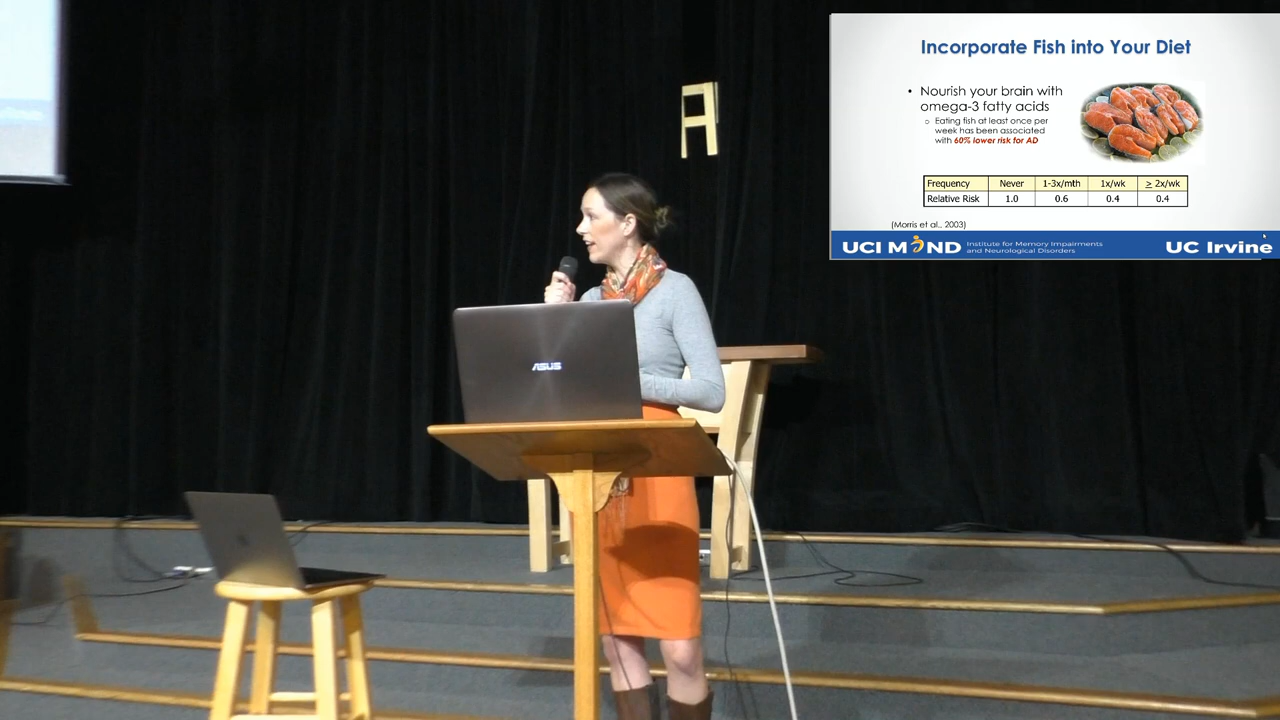 Incorporate Fish into Your Diet
• Nourish your brain with
omega-3 fatty acids
o Eating fish at least once per
week has been associated
with 60% lower risk for AD
Frequency Never 1-3x/mth 1x/wk ≥ 2x/wk
Relative Risk 1.0 0.6 0.4 0.4
(Morris et al., 2003)
UCI MIND Institute for Memory Impairments
and Neurological Disorders
UC Irvine
ASUS